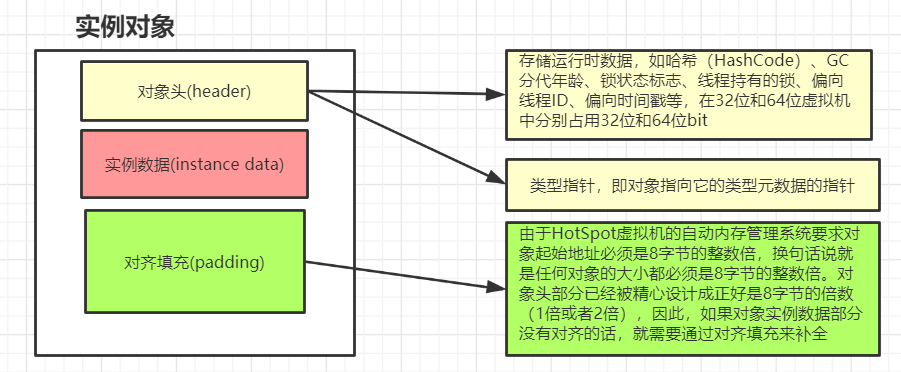 实例对象
对象头(header)
实例数据(instance data)
对齐填充(padding)
存储运行时数据，如哈希（HashCode）、GC
分代年龄、锁状态标志、线程持有的锁、偏向
线程ID、偏向时间戳等，在32位和64位虚拟机
中分别占用32位和64位bit
类型指针，即对象指向它的类型元数据的指针
由于HotSpot虚拟机的自动内存管理系统要求对
象起始地址必须是8字节的整数倍，换句话说就
是任何对象的大小都必须是8字节的整数倍。对
象头部分已经被精心设计成正好是8字节的倍数
（1倍或者2倍），因此，如果对象实例数据部分
没有对齐的话，就需要通过对齐填充来补全